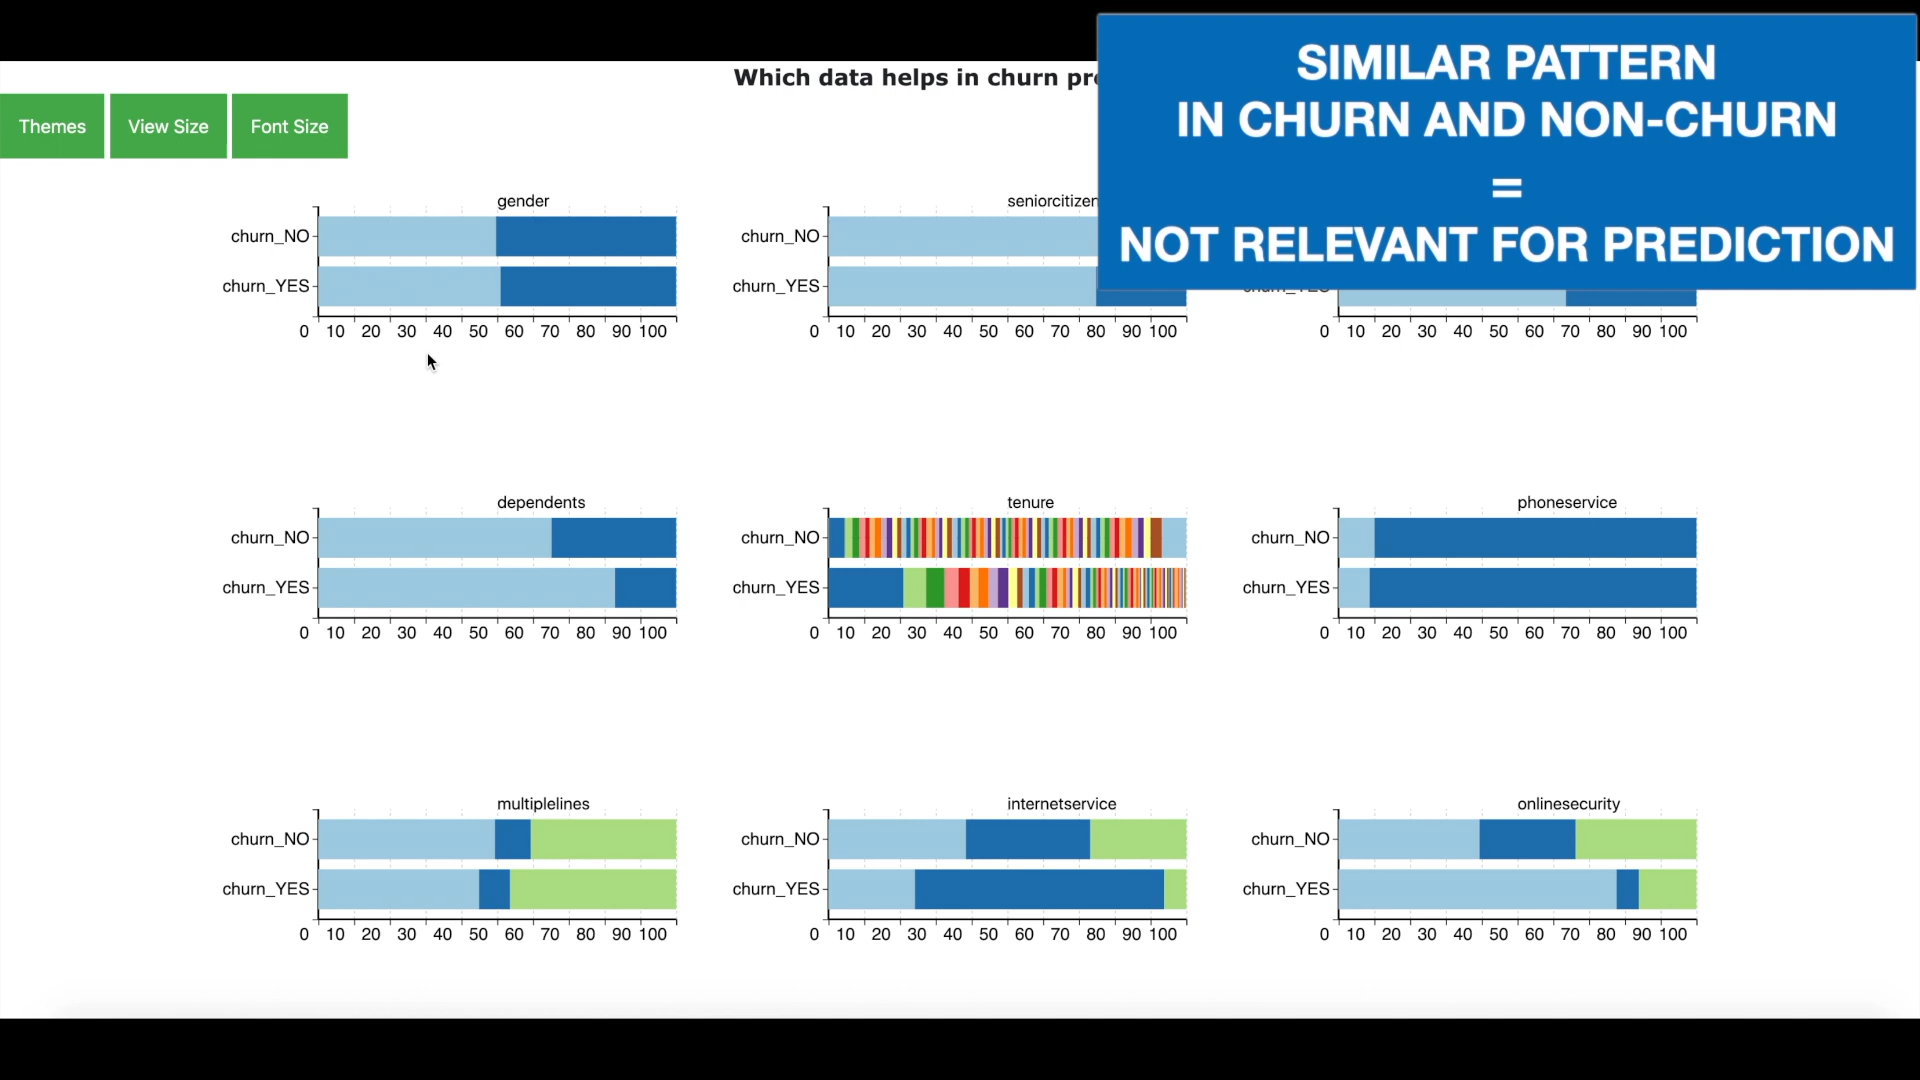 Which data helps in churn
SIMILAR PATTERN
IN CHURN AND NON-CHURN
=
NOT RELEVANT FOR PREDICTION
Themes
View Size
Font Size
gender
churn_NO
churn_YES
0 10 20 30 40 50 60 70 80 90 100
seniorcitizen
churn_NO
churn_YES
0 10 20 30 40 50 60 70 80 90 100
churn_YES
0 10 20 30 40 50 60 70 80 90 100
dependents
churn_NO
churn_YES
0 10 20 30 40 50 60 70 80 90 100
tenure
churn_NO
churn_YES
0 10 20 30 40 50 60 70 80 90 100
phoneservice
churn_NO
churn_YES
0 10 20 30 40 50 60 70 80 90 100
multiplelines
churn_NO
churn_YES
0 10 20 30 40 50 60 70 80 90 100
internetservice
churn_NO
churn_YES
0 10 20 30 40 50 60 70 80 90 100
onlinesecurity
churn_NO
churn_YES
0 10 20 30 40 50 60 70 80 90 100